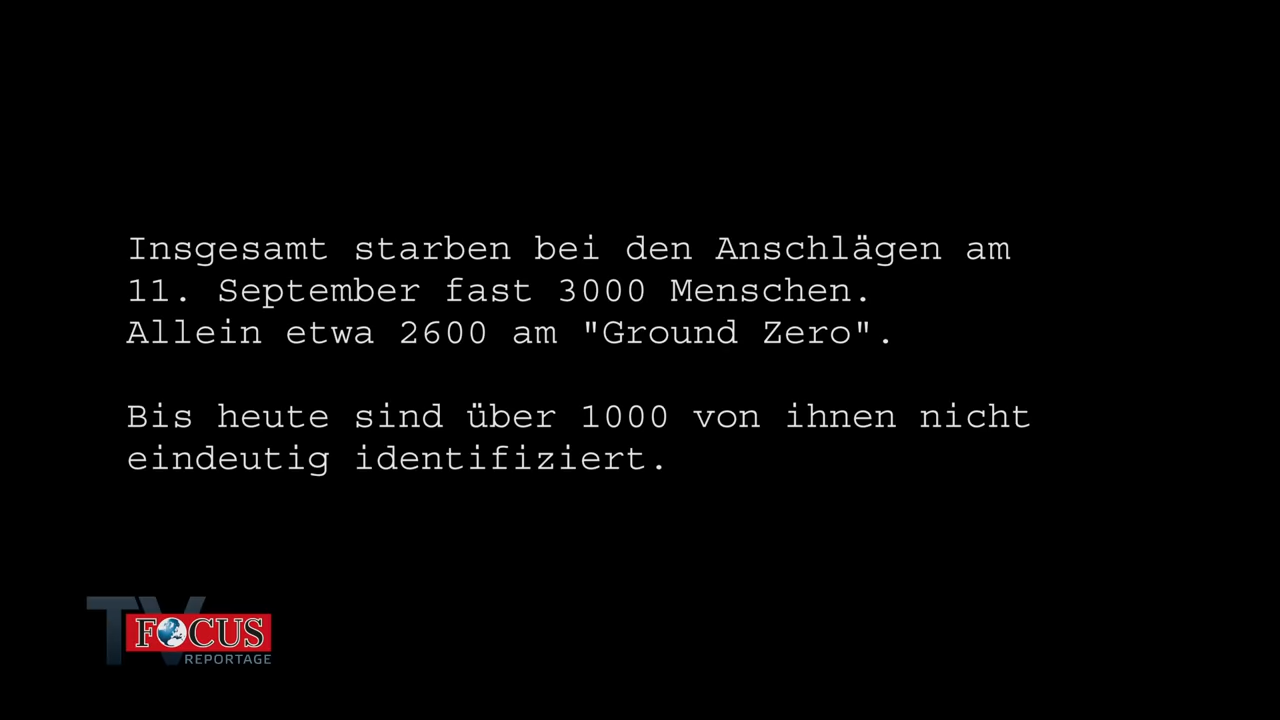 Insgesamt starben bei den Anschlägen am
11. September fast 3000 Menschen.
Allein etwa 2600 am "Ground Zero".
Bis heute sind über 1000 von ihnen nicht
eindeutig identifiziert.
TV
FOCUS
REPORTAGE